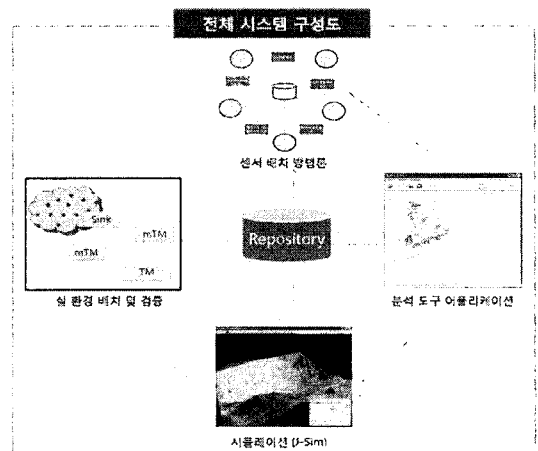 전체 시스템 구성도
센서 배치 방법론
Sink
mTM
mTM
TM
Repository
실 환경 배치 및 검증
분석 도구 어플리케이션
시뮬레이션 (J-Sim)